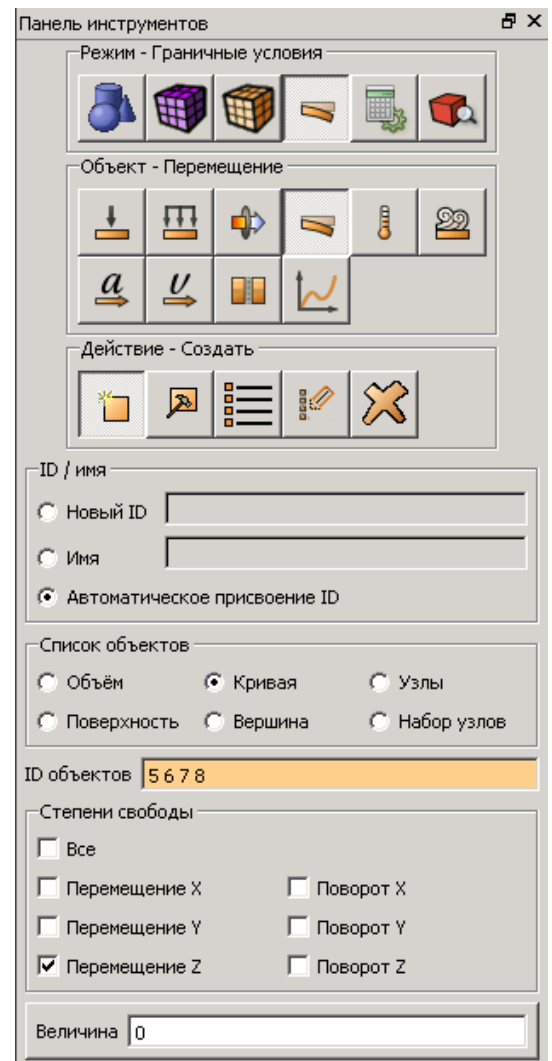 Панель инструментов
Режим - Граничные условия
Объект - Перемещение
a
v
Действие - Создать
ID / имя
Новый ID
Имя
Автоматическое присвоение ID
Список объектов
Объём Кривая Узлы
Поверхность Вершина Набор узлов
ID объектов 5 6 7 8
Степени свободы
Все
Перемещение X Поворот X
Перемещение Y Поворот Y
Перемещение Z Поворот Z
Величина 0